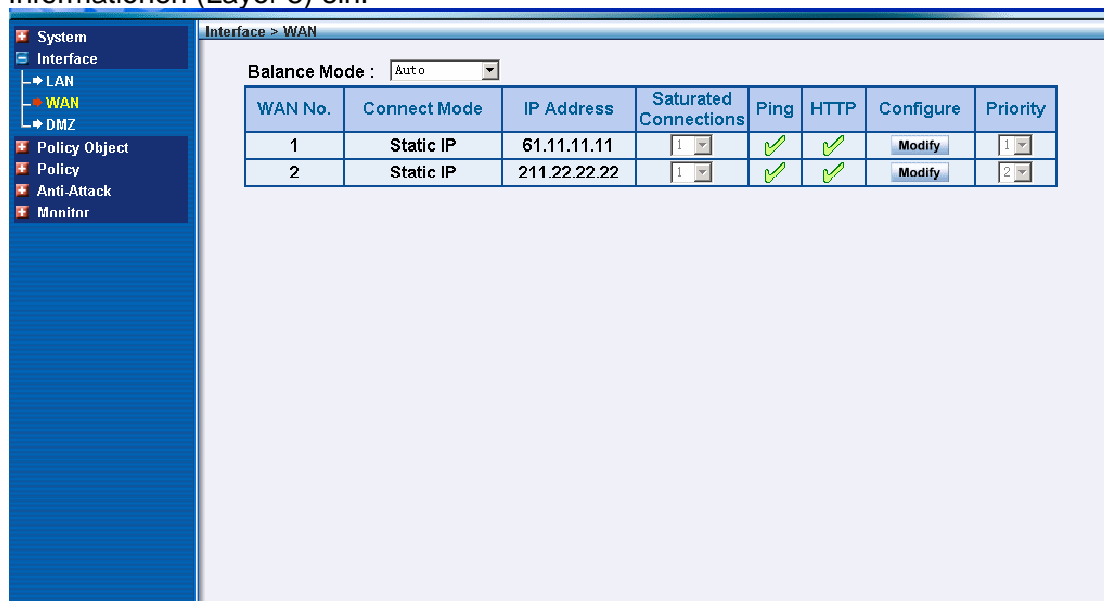 System
Interface
LAN
WAN
DMZ
Policy Object
Policy
Anti-Attack
Monitor
Interface > WAN
Balance Mode : Auto
WAN No. Connect Mode IP Address Saturated Connections Ping HTTP Configure Priority
1 Static IP 61.11.11.11 1 Modify 1
2 Static IP 211.22.22.22 1 Modify 2